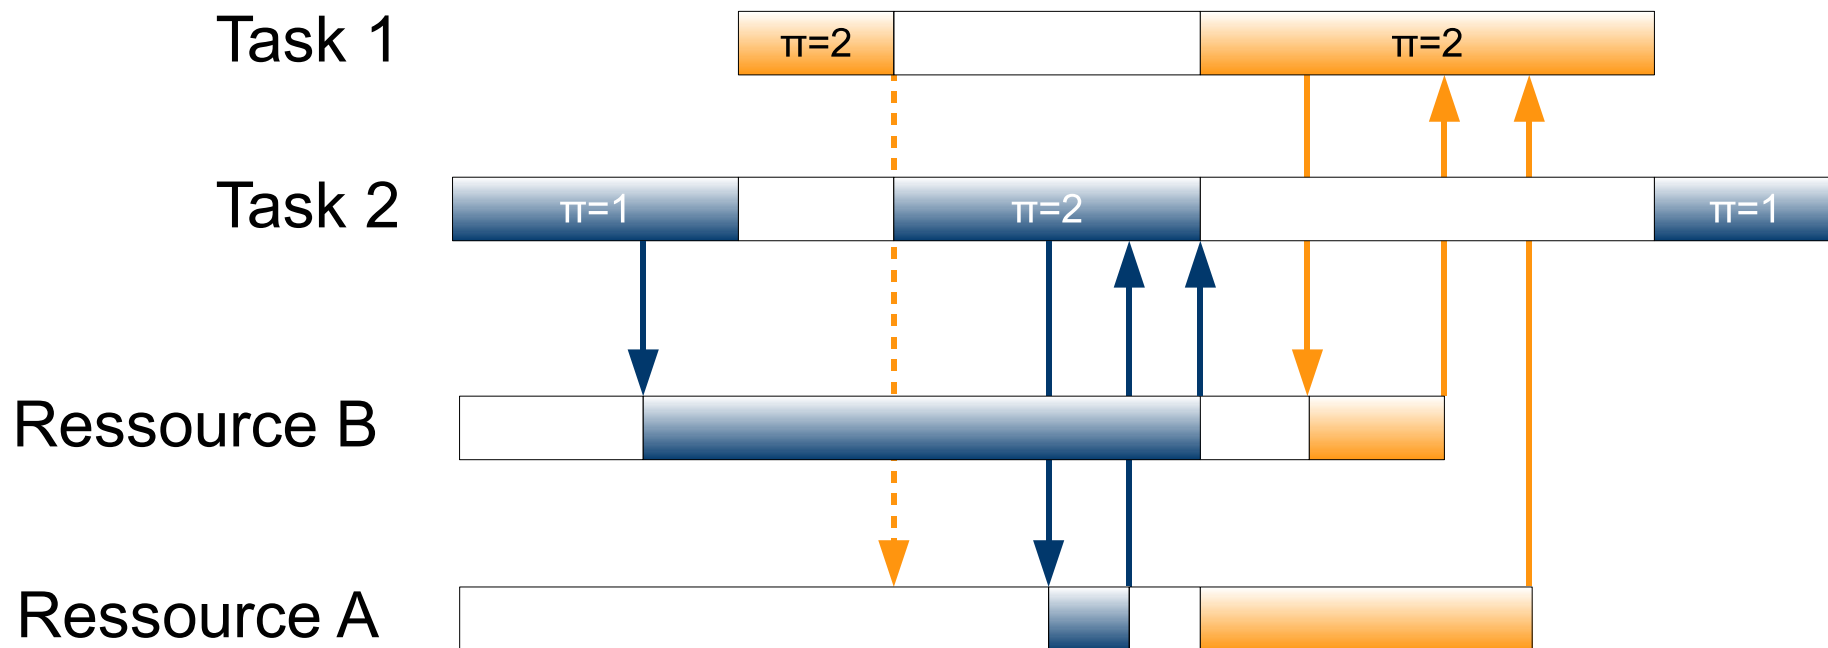 Task 1
π=2
π=2
Task 2
π=1
π=2
π=1
Ressource B
Ressource A